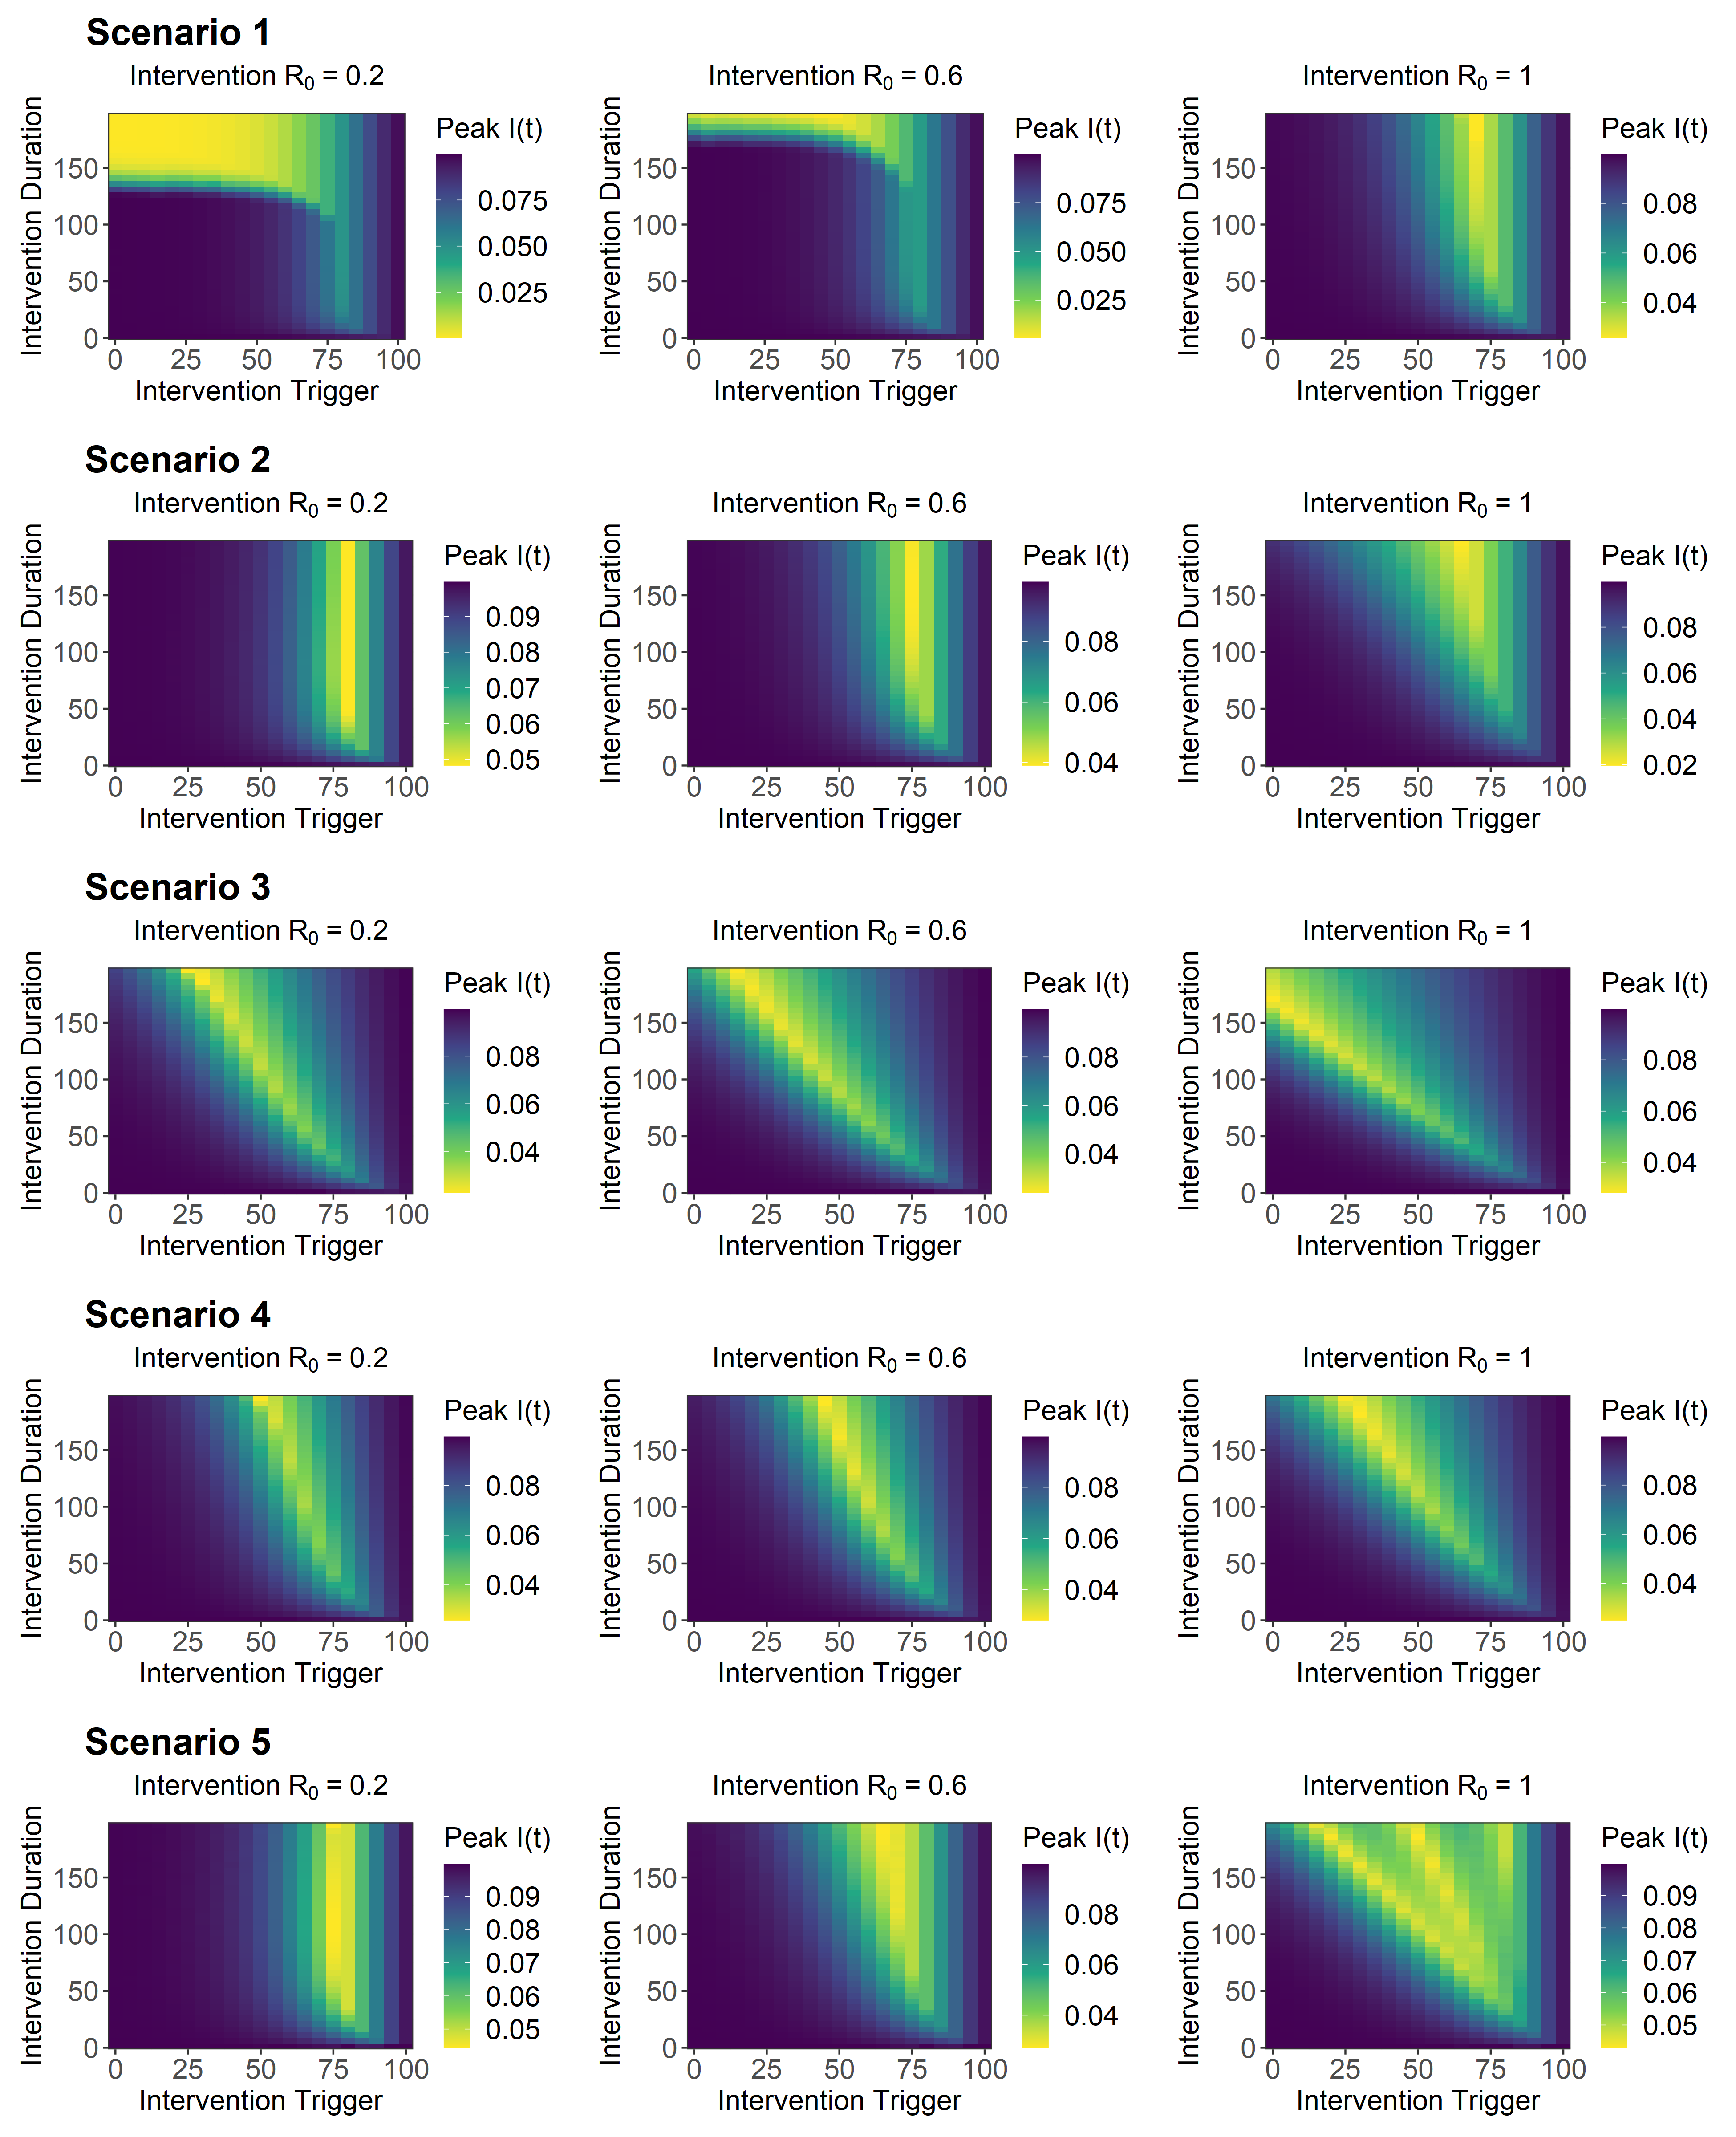 Scenario 1
Intervention R0 = 0.2
Intervention R0 = 0.6
Intervention R0 = 1
Intervention Duration
150
100
50
0
0 25 50 75 100
Intervention Trigger
Peak I(t)
0.075
0.050
0.025
Intervention Duration
150
100
50
0
0 25 50 75 100
Intervention Trigger
Peak I(t)
0.075
0.050
0.025
Intervention Duration
150
100
50
0
0 25 50 75 100
Intervention Trigger
Peak I(t)
0.08
0.06
0.04
Scenario 2
Intervention R0 = 0.2
Intervention R0 = 0.6
Intervention R0 = 1
Intervention Duration
150
100
50
0
0 25 50 75 100
Intervention Trigger
Peak I(t)
0.09
0.08
0.07
0.06
0.05
Intervention Duration
150
100
50
0
0 25 50 75 100
Intervention Trigger
Peak I(t)
0.08
0.06
0.04
Intervention Duration
150
100
50
0
0 25 50 75 100
Intervention Trigger
Peak I(t)
0.08
0.06
0.04
0.02
Scenario 3
Intervention R0 = 0.2
Intervention R0 = 0.6
Intervention R0 = 1
Intervention Duration
150
100
50
0
0 25 50 75 100
Intervention Trigger
Peak I(t)
0.08
0.06
0.04
Intervention Duration
150
100
50
0
0 25 50 75 100
Intervention Trigger
Peak I(t)
0.08
0.06
0.04
Intervention Duration
150
100
50
0
0 25 50 75 100
Intervention Trigger
Peak I(t)
0.08
0.06
0.04
Scenario 4
Intervention R0 = 0.2
Intervention R0 = 0.6
Intervention R0 = 1
Intervention Duration
150
100
50
0
0 25 50 75 100
Intervention Trigger
Peak I(t)
0.08
0.06
0.04
Intervention Duration
150
100
50
0
0 25 50 75 100
Intervention Trigger
Peak I(t)
0.08
0.06
0.04
Intervention Duration
150
100
50
0
0 25 50 75 100
Intervention Trigger
Peak I(t)
0.08
0.06
0.04
Scenario 5
Intervention R0 = 0.2
Intervention R0 = 0.6
Intervention R0 = 1
Intervention Duration
150
100
50
0
0 25 50 75 100
Intervention Trigger
Peak I(t)
0.09
0.08
0.07
0.06
0.05
Intervention Duration
150
100
50
0
0 25 50 75 100
Intervention Trigger
Peak I(t)
0.08
0.06
0.04
Intervention Duration
150
100
50
0
0 25 50 75 100
Intervention Trigger
Peak I(t)
0.09
0.08
0.07
0.06
0.05